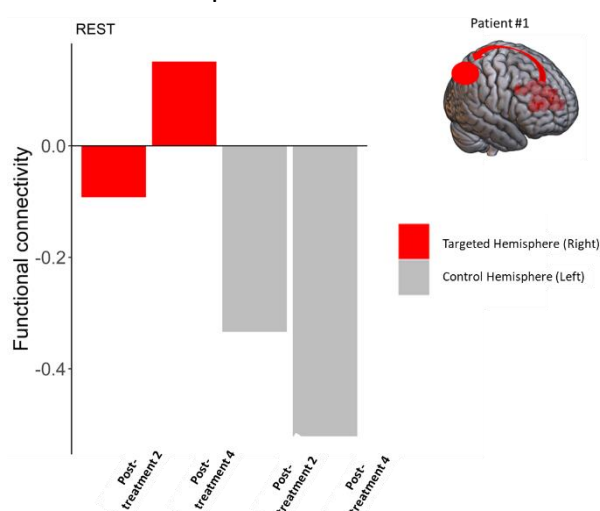 REST
Patient #1
Functional connectivity
0.0
-0.2
-0.4
Targeted Hemisphere (Right)
Control Hemisphere (Left)
Post-
treatment 2
Post-
treatment 4
Post-
treatment 2
Post-
treatment 4